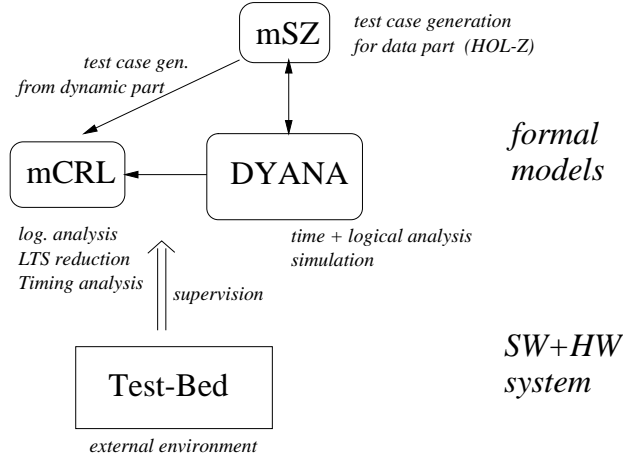 mSZ
test case generation
for data part (HOL-Z)
test case gen.
from dynamic part
mCRL
DYANA
formal
models
log. analysis
LTS reduction
Timing analysis
time + logical analysis
simulation
supervision
Test-Bed
SW+HW
system
external environment